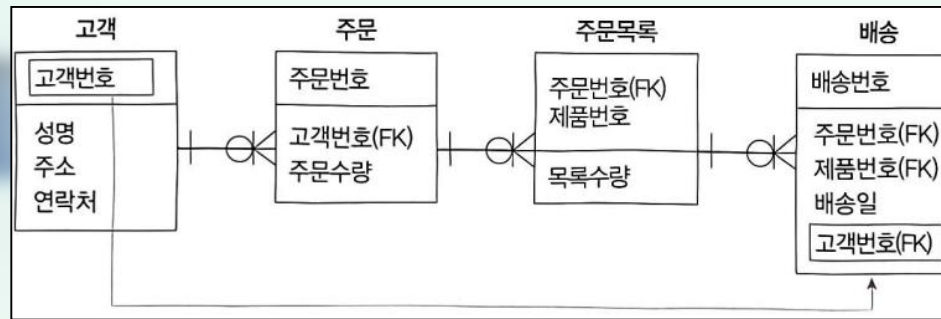 고객
고객번호
성명
주소
연락처
주문
주문번호
고객번호(FK)
주문수량
주문목록
주문번호(FK)
제품번호
목록수량
배송
배송번호
주문번호(FK)
제품번호(FK)
배송일
고객번호(FK)